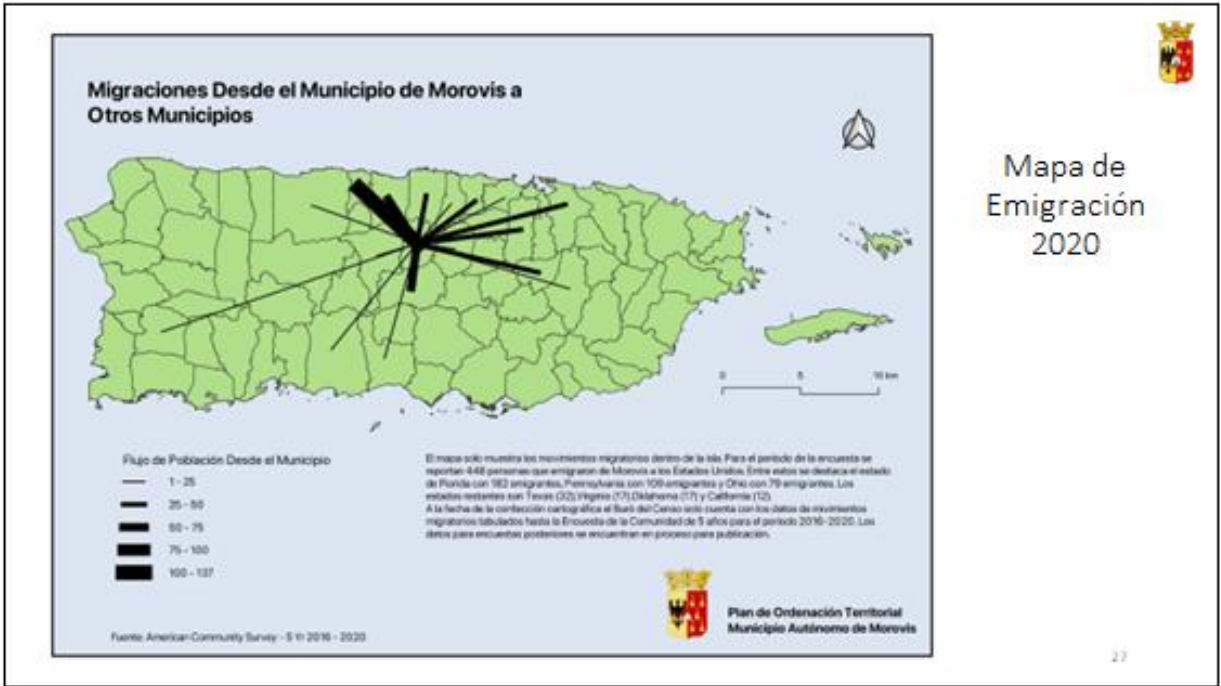 Migraciones Desde el Municipio de Morovis a
Otros Municipios
Mapa de
Emigración
2020
0 5 10 km
Flujo de Población Desde el Municipio
1 - 25
25 - 50
50 - 75
75 - 100
100 - 137
El mapa solo muestra los movimientos migratorios dentro de la isla. Para el periodo de la encuesta se
reportan 448 personas que emigraron de Morovis a los Estados Unidos. Entre estos se destaca el estado
de Florida con 182 emigrantes, Pennsylvania con 109 emigrantes y Ohio con 79 emigrantes. Los
estados restantes son Texas (32), Virginia (17), Oklahoma (17) y California (12).
A la fecha de la confección cartográfica el Buró del Censo solo cuenta con los datos de movimientos
migratorios tabulados hasta la Encuesta de la Comunidad de 5 años para el periodo 2016-2020. Los
datos para encuestas posteriores se encuentran en proceso para publicación.
Plan de Ordenación Territorial
Municipio Autónomo de Morovis
Fuente: American Community Survey - 5 Yr 2016 - 2020
27